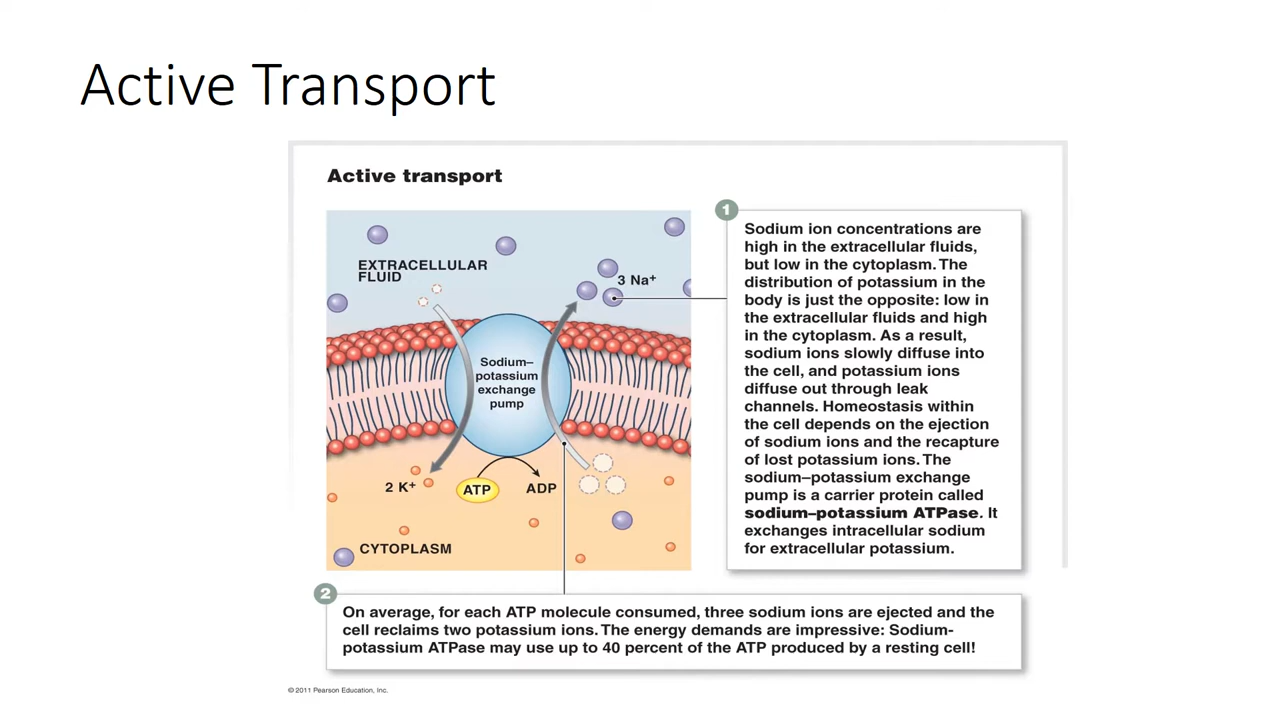 Active Transport
Active transport
EXTRACELLULAR
FLUID
3 Na⁺
Sodium–
potassium
exchange
pump
2 K⁺
ATP
ADP
CYTOPLASM
1
Sodium ion concentrations are
high in the extracellular fluids,
but low in the cytoplasm. The
distribution of potassium in the
body is just the opposite: low in
the extracellular fluids and high
in the cytoplasm. As a result,
sodium ions slowly diffuse into
the cell, and potassium ions
diffuse out through leak
channels. Homeostasis within
the cell depends on the ejection
of sodium ions and the recapture
of lost potassium ions. The
sodium–potassium exchange
pump is a carrier protein called
sodium–potassium ATPase. It
exchanges intracellular sodium
for extracellular potassium.
2
On average, for each ATP molecule consumed, three sodium ions are ejected and the
cell reclaims two potassium ions. The energy demands are impressive: Sodium-
potassium ATPase may use up to 40 percent of the ATP produced by a resting cell!
© 2011 Pearson Education, Inc.